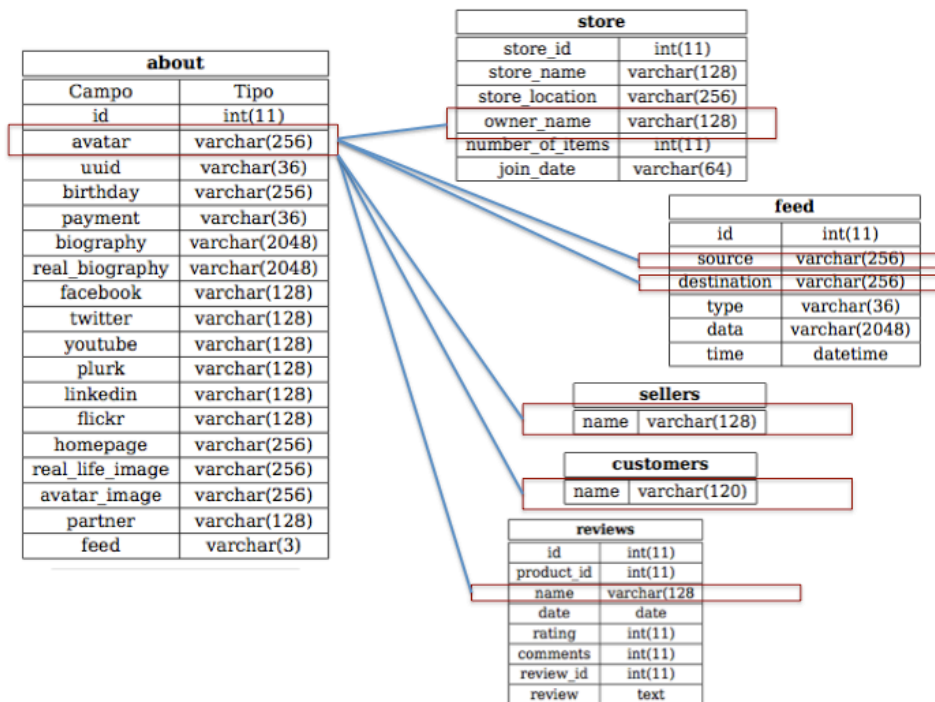 about
Campo Tipo
id int(11)
avatar varchar(256)
uuid varchar(36)
birthday varchar(256)
payment varchar(36)
biography varchar(2048)
real_biography varchar(2048)
facebook varchar(128)
twitter varchar(128)
youtube varchar(128)
plurk varchar(128)
linkedin varchar(128)
flickr varchar(128)
homepage varchar(256)
real_life_image varchar(256)
avatar_image varchar(256)
partner varchar(128)
feed varchar(3)
store
store_id int(11)
store_name varchar(128)
store_location varchar(256)
owner_name varchar(128)
number_of_items int(11)
join_date varchar(64)
feed
id int(11)
source varchar(256)
destination varchar(256)
type varchar(36)
data varchar(2048)
time datetime
sellers
name varchar(128)
customers
name varchar(120)
reviews
id int(11)
product_id int(11)
name varchar(128
date date
rating int(11)
comments int(11)
review_id int(11)
review text